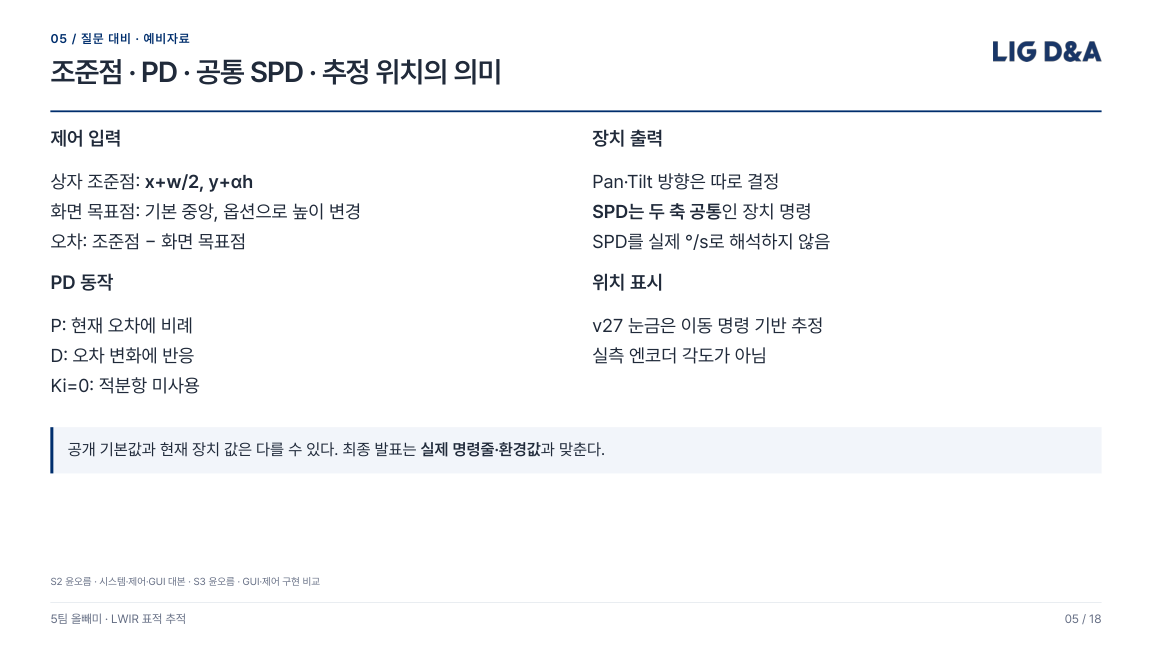 05 / 질문 대비 · 예비자료
조준점 · PD · 공통 SPD · 추정 위치의 의미
LIG D&A
제어 입력
상자 조준점: x+w/2, y+αh
화면 목표점: 기본 중앙, 옵션으로 높이 변경
오차: 조준점 − 화면 목표점
PD 동작
P: 현재 오차에 비례
D: 오차 변화에 반응
Ki=0: 적분항 미사용
장치 출력
Pan·Tilt 방향은 따로 결정
SPD는 두 축 공통인 장치 명령
SPD를 실제 °/s로 해석하지 않음
위치 표시
v27 눈금은 이동 명령 기반 추정
실측 엔코더 각도가 아님
공개 기본값과 현재 장치 값은 다를 수 있다. 최종 발표는 실제 명령줄·환경값과 맞춘다.
S2 윤오름 · 시스템·제어·GUI 대본 · S3 윤오름 · GUI·제어 구현 비교
5팀 올빼미 · LWIR 표적 추적
05 / 18